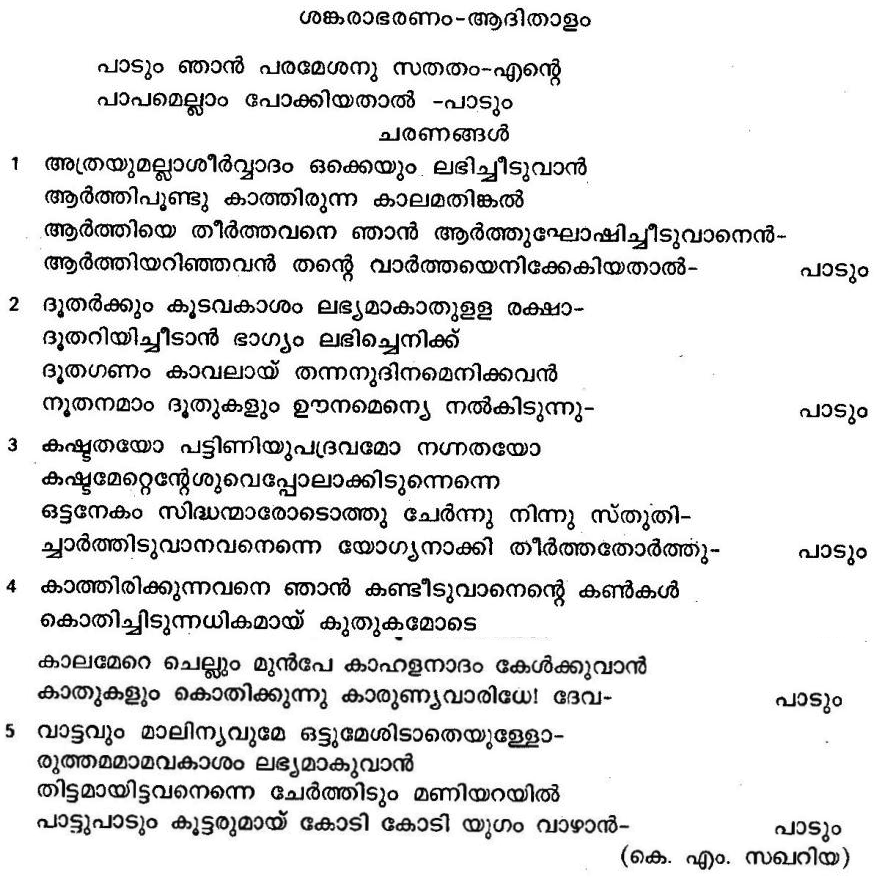 ശങ്കരാഭരണം-ആദിതാളം
പാടും ഞാൻ പരമേശനു സതതം-എന്റെ
പാപമെല്ലാം പോക്കിയതാൽ -പാടും
ചരണങ്ങൾ
1 അത്രയുമല്ലാശീർവ്വാദം ഒക്കെയും ലഭിച്ചീടുവാൻ
ആർത്തിപൂണ്ടു കാത്തിരുന്ന കാലമതിങ്കൽ
ആർത്തിയെ തീർത്തവനെ ഞാൻ ആർത്തുഘോഷിച്ചീടുവാനെൻ-
ആർത്തിയറിഞ്ഞവൻ തന്റെ വാർത്തയെനിക്കേകിയതാൽ- പാടും
2 ദൂതർക്കും കൂടവകാശം ലഭ്യമാകാതുളള രക്ഷാ-
ദൂതറിയിച്ചീടാൻ ഭാഗ്യം ലഭിച്ചെനിക്ക്
ദൂതഗണം കാവലായ് തന്നനുദിനമെനിക്കവൻ
നൂതനമാം ദൂതുകളും ഊനമെന്യെ നൽകിടുന്നു- പാടും
3 കഷ്ടതയോ പട്ടിണിയുപദ്രവമോ നഗ്നതയോ
കഷ്ടമേറ്റെന്റേശുവെപ്പോലാക്കിടുന്നെന്നെ
ഒട്ടനേകം സിദ്ധന്മാരോടൊത്തു ചേർന്നു നിന്നു സ്തുതി-
ച്ചാർത്തിടുവാനവനെന്നെ യോഗ്യനാക്കി തീർത്തതോർത്തു- പാടും
4 കാത്തിരിക്കുന്നവനെ ഞാൻ കണ്ടീടുവാനെന്റെ കൺകൾ
കൊതിച്ചിടുന്നധികമായ് കുതുകമോടെ
കാലമേറെ ചെല്ലും മുൻപേ കാഹളനാദം കേൾക്കുവാൻ
കാതുകളും കൊതിക്കുന്നു കാരുണ്യവാരിധേ! ദേവ- പാടും
5 വാട്ടവും മാലിന്യവുമേ ഒട്ടുമേശിടാതെയുള്ളോ-
രുത്തമമാമവകാശം ലഭ്യമാകുവാൻ
തിട്ടമായിട്ടവനെന്നെ ചേർത്തിടും മണിയറയിൽ
പാട്ടുപാടും കൂട്ടരുമായ് കോടി കോടി യുഗം വാഴാൻ- പാടും
(കെ. എം. സഖറിയ)